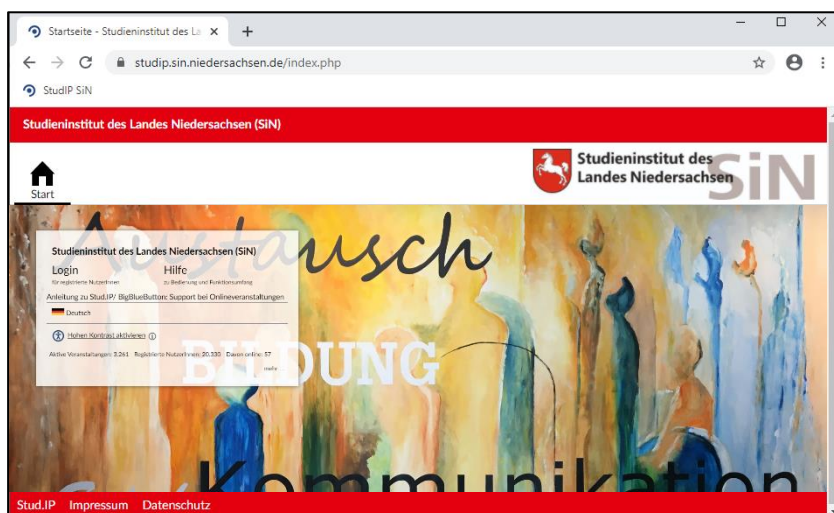 Startseite - Studieninstitut des La
studip.sin.niedersachsen.de/index.php
StudIP SiN
Studieninstitut des Landes Niedersachsen (SiN)
Start
Studieninstitut des
Landes Niedersachsen
SiN
Austausch
Studieninstitut des Landes Niedersachsen (SiN)
Login Hilfe
für registrierte NutzerInnen zu Bedienung und Funktionsumfang
Anleitung zu Stud.IP/ BigBlueButton: Support bei Onlineveranstaltungen
Deutsch
Hohen Kontrast aktivieren
Aktive Veranstaltungen: 3.261 Registrierte NutzerInnen: 20.330 Davon online: 57
mehr
BILDUNG
Kommunikation
Stud.IP Impressum Datenschutz